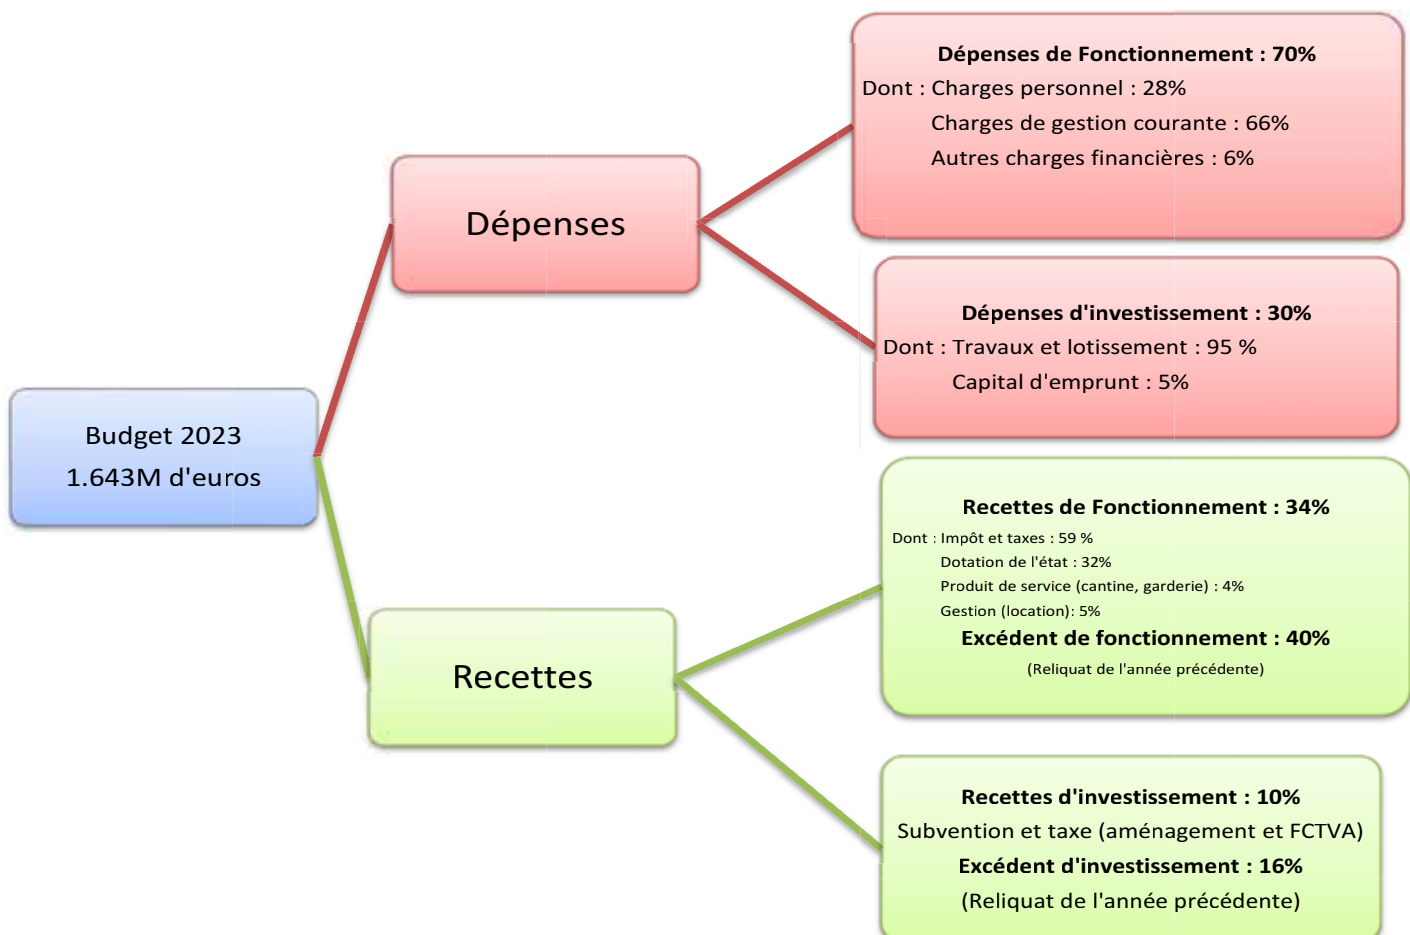 Budget 2023
1.643M d'euros
Dépenses
Dépenses de Fonctionnement : 70%
Dont : Charges personnel : 28%
Charges de gestion courante : 66%
Autres charges financières : 6%
Dépenses d'investissement : 30%
Dont : Travaux et lotissement : 95 %
Capital d'emprunt : 5%
Recettes
Recettes de Fonctionnement : 34%
Dont : Impôt et taxes : 59 %
Dotation de l'état : 32%
Produit de service (cantine, garderie) : 4%
Gestion (location): 5%
Excédent de fonctionnement : 40%
(Reliquat de l'année précédente)
Recettes d'investissement : 10%
Subvention et taxe (aménagement et FCTVA)
Excédent d'investissement : 16%
(Reliquat de l'année précédente)